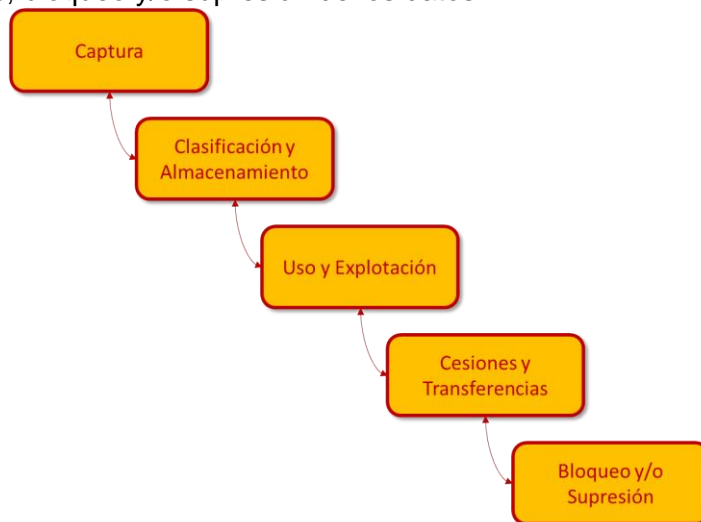 Captura
Clasificación y
Almacenamiento
Uso y Explotación
Cesiones y
Transferencias
Bloqueo y/o
Supresión